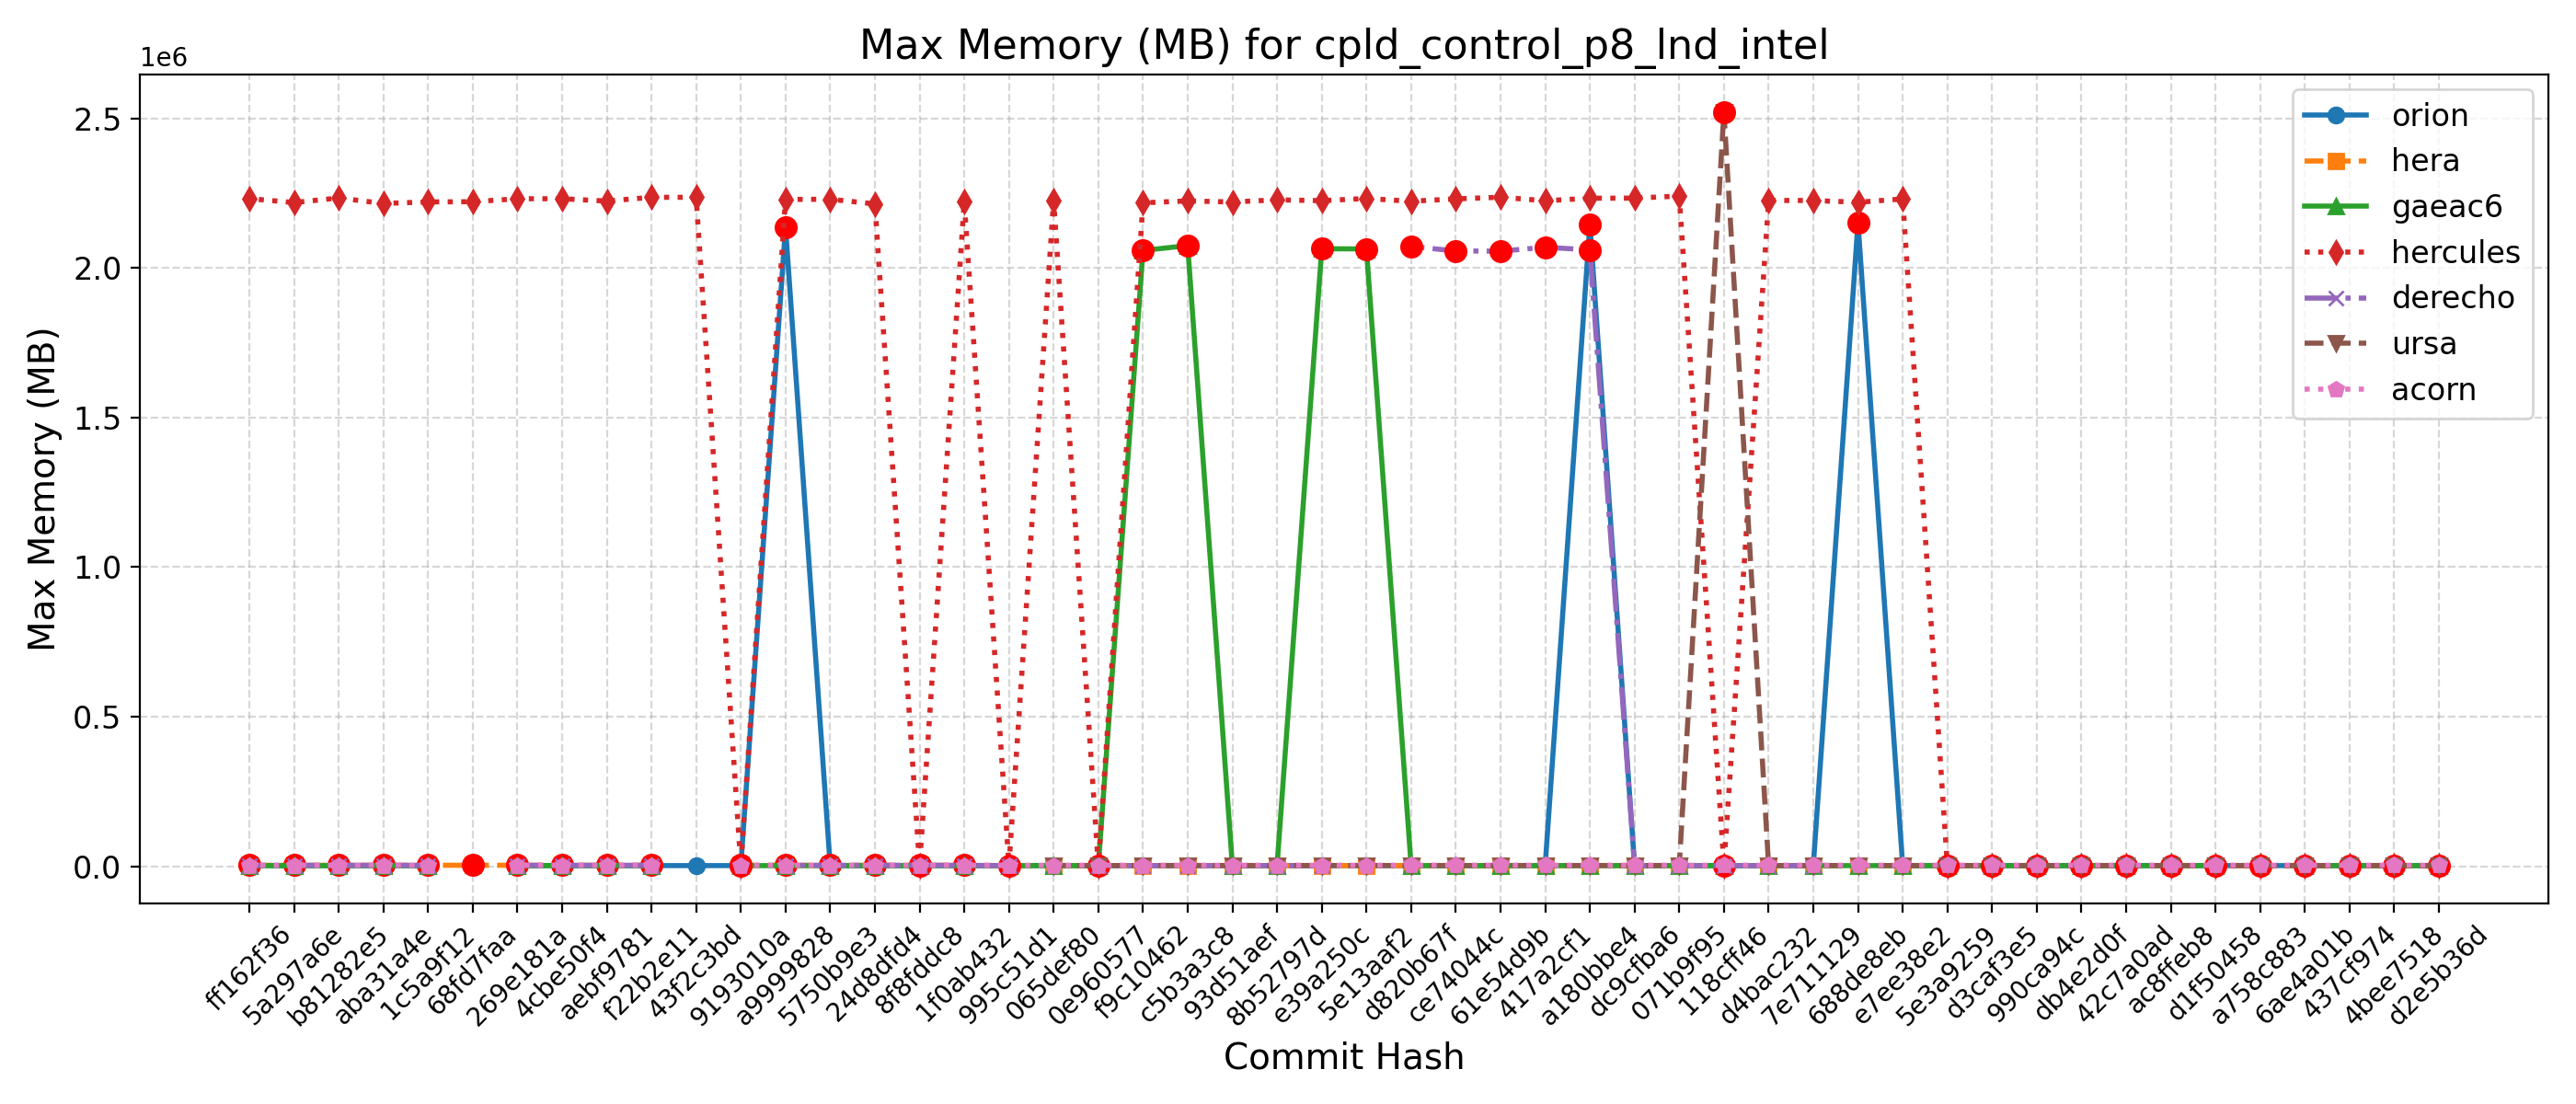 Max Memory (MB) for cpld_control_p8_lnd_intel
1e6
2.5
2.0
1.5
1.0
0.5
0.0
Max Memory (MB)
orion
hera
gaeac6
hercules
derecho
ursa
acorn
ff162f36
5a297a6e
b81282e5
aba31a4e
1c5a9f12
68fd7faa
269e181a
4cbe50f4
aebf9781
f22b2e11
43f2c3bd
9193010a
a9999828
5750b9e3
24d8dfd4
8f8fddc8
1f0ab432
995c51d1
065def80
0e960577
f9c10462
c5b3a3c8
93d51aef
8b52797d
e39a250c
5e13aaf2
d820b67f
ce74044c
61e54d9b
417a2cf1
a180bbe4
dc9cfba6
071b9f95
118cff46
d4bac232
7e711129
688de8eb
e7ee38e2
5e3a9259
d3caf3e5
990ca94c
db4e2d0f
42c7a0ad
ac8ffeb8
d1f50458
a758c883
6ae4a01b
437cf974
4bee7518
d2e5b36d
Commit Hash